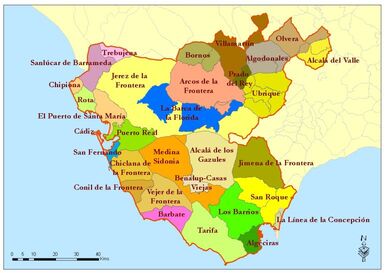 Villamartín
Olvera
Trebujena
Bornos
Algodonales
Alcalá del Valle
Sanlúcar de Barrameda
Jerez de la
Frontera
Arcos de la
Frontera
Prado
del Rey
Chipiona
Ubrique
Rota
La Barca de
la Florida
El Puerto de Santa María
Cádiz
Puerto Real
San Fernando
Medina
Sidonia
Alcalá de los
Gazules
Chiclana de la
Frontera
Jimena de la Frontera
Benalup-Casas
Viejas
Conil de la Frontera
Vejer de la
Frontera
San Roque
Barbate
Los Barrios
La Línea de la Concepción
Tarifa
Algeciras
0
10
20
30
40